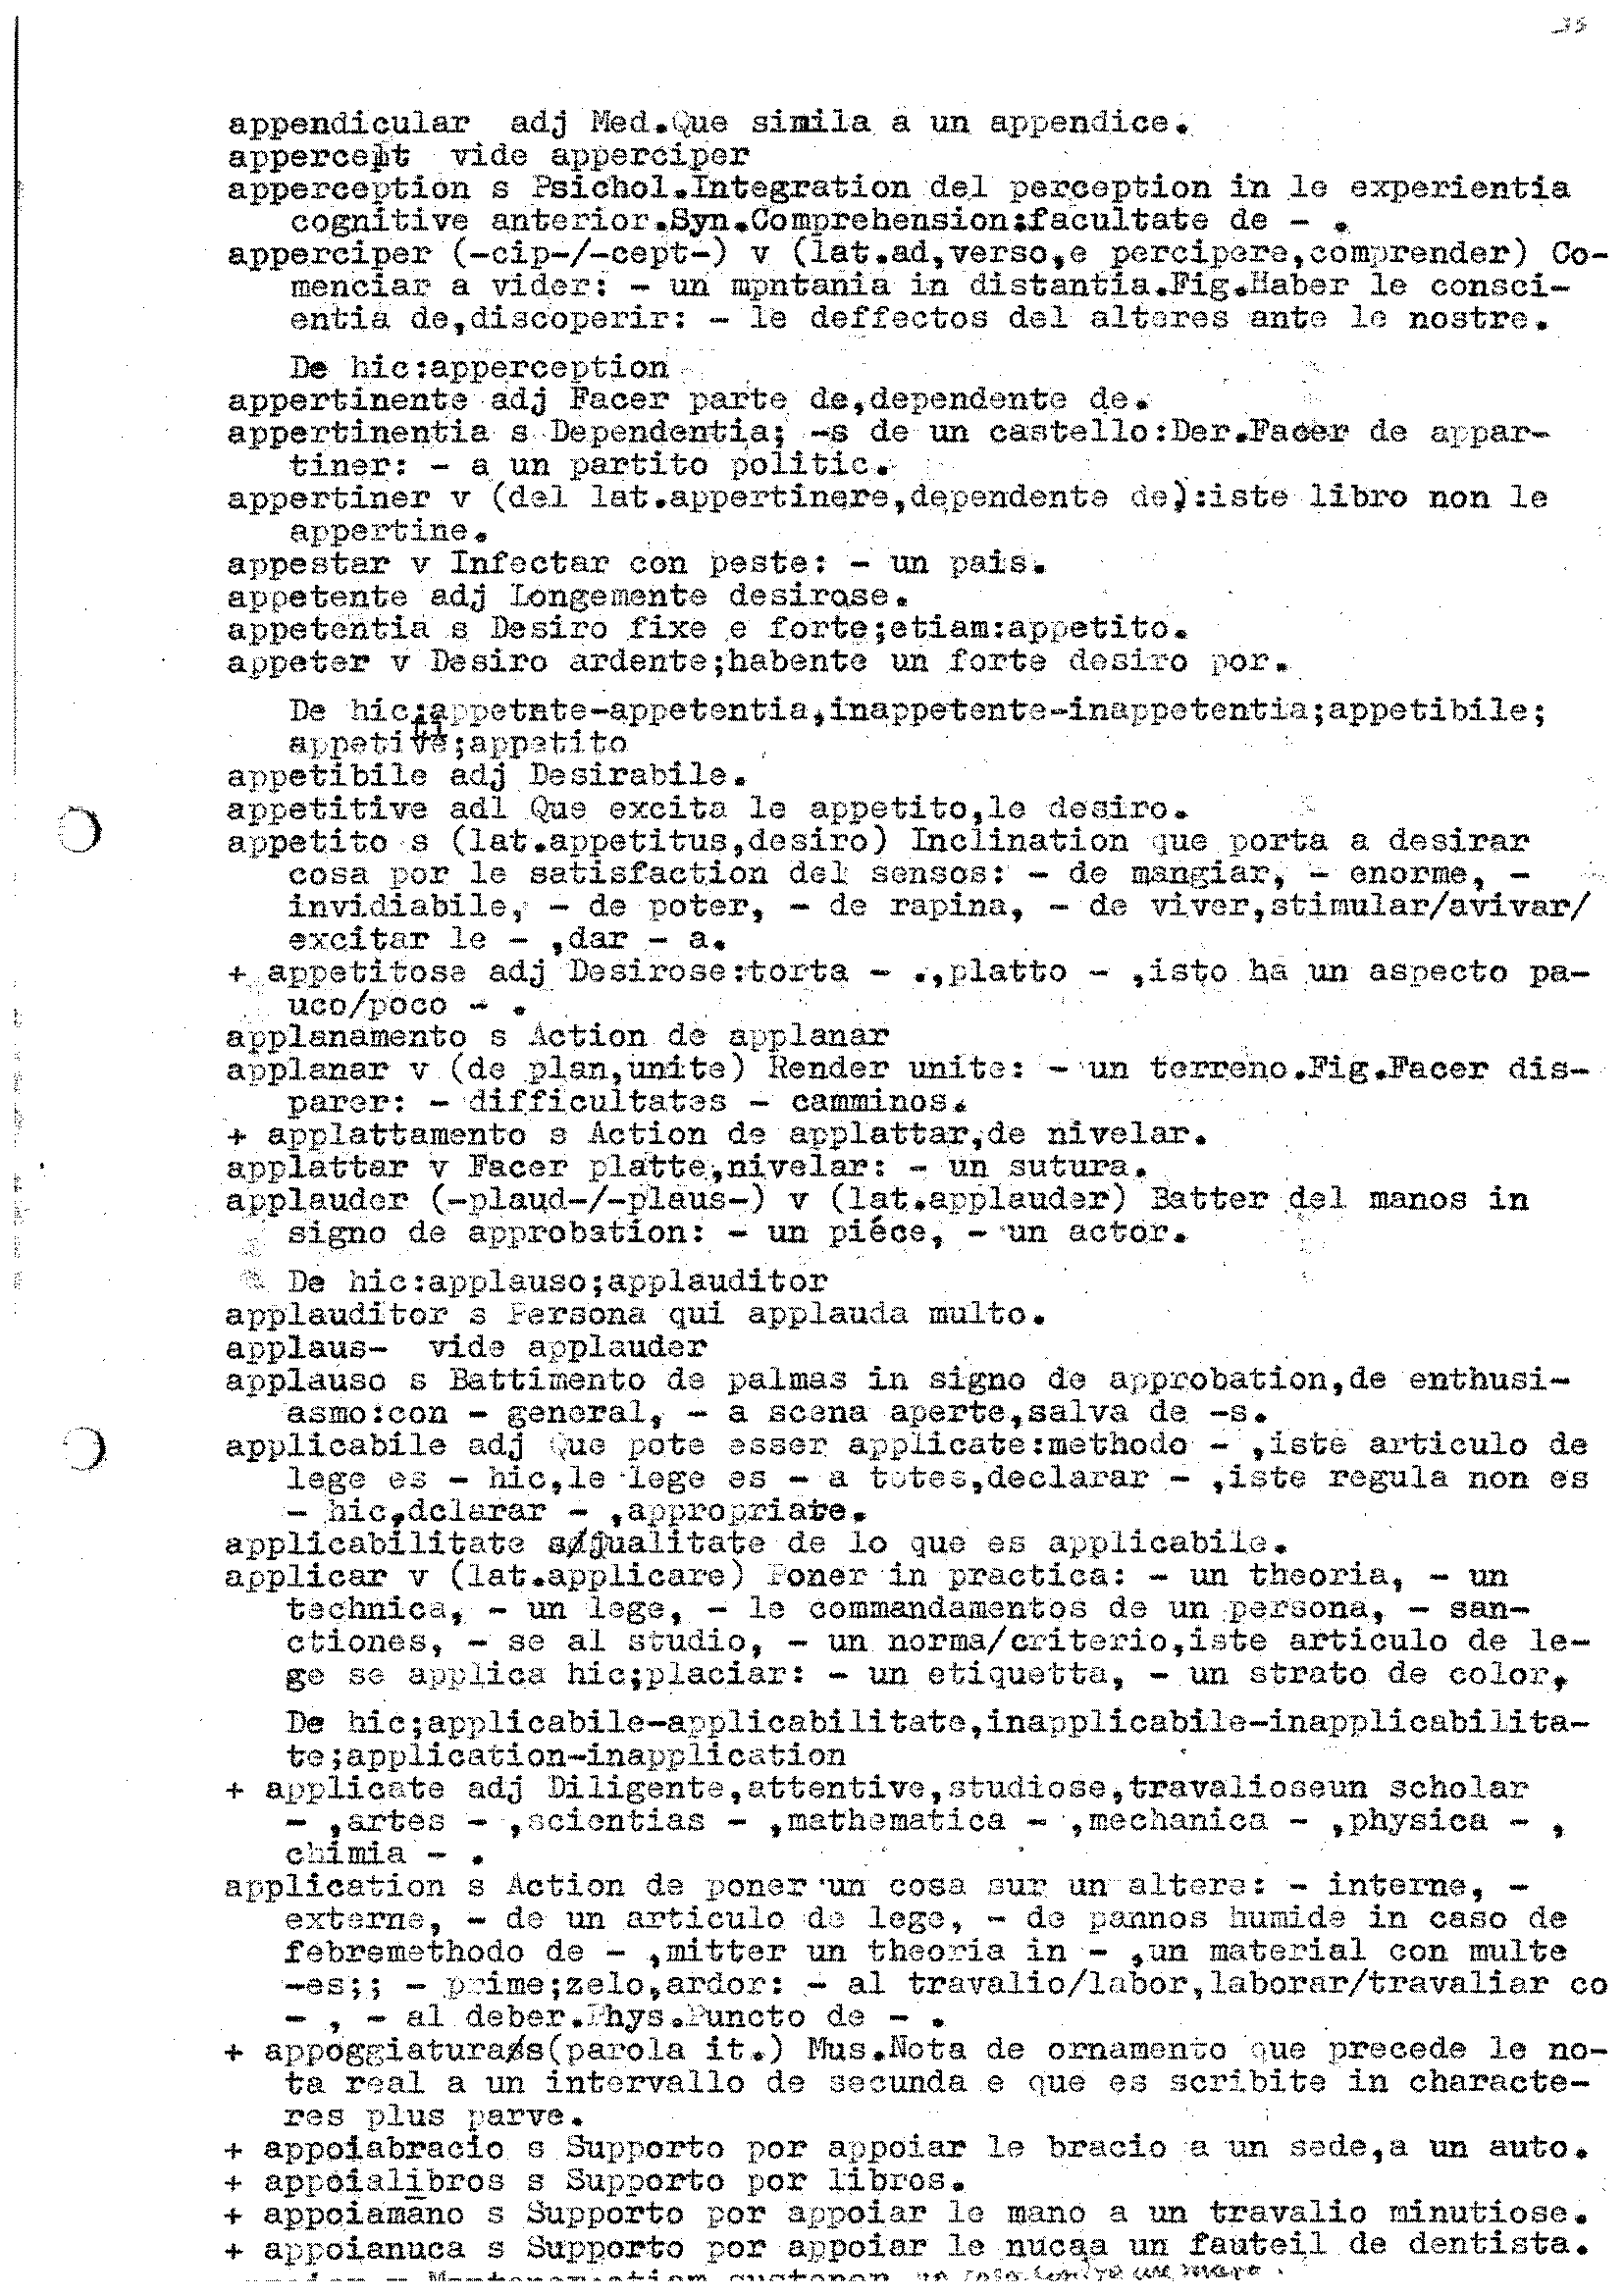 35
appendicular adj Med.Que simila a un appendice.
appercept vide apperciper
apperception s Psichol.Integration del perception in le experientia
cognitive anterior.Syn.Comprehension:facultate de - .
apperciper (-cip-/-cept-) v (lat.ad,verso,e percipere,comprender) Co-
menciar a vider: - un mpntania in distantia.Fig.Haber le consci-
entia de,discoperir: - le deffectos del alteres ante le nostre.
De hic:apperception
appertinente adj Facer parte de,dependente de.
appertinentia s Dependentia; -s de un castello:Der.Facer de appar-
tiner: - a un partito politic.
appertiner v (del lat.appertinere,dependente de):iste libro non le
appertine.
appestar v Infectar con peste: - un pais.
appetente adj Longemente desirose.
appetentia s Desiro fixe e forte;etiam:appetito.
appeter v Desiro ardente;habente un forte desiro por.
De hic:appetnte-appetentia,inappetente-inappetentia;appetibile;
appetive;appetito
appetibile adj Desirabile.
appetitive adl Que excita le appetito,le desiro.
appetito s (lat.appetitus,desiro) Inclination que porta a desirar
cosa por le satisfaction del sensos: - de mangiar, - enorme, -
invidiabile, - de poter, - de rapina, - de viver,stimular/avivar/
excitar le - ,dar - a.
+ appetitose adj Desirose:torta - .,platto - ,isto ha un aspecto pa-
uco/poco - .
applanamento s Action de applanar
applanar v (de plan,unite) Render unite: - un terreno.Fig.Facer dis-
parer: - difficultates - camminos.
+ applattamento s Action de applattar,de nivelar.
applattar v Facer platte,nivelar: - un sutura.
applauder (-plaud-/-plaus-) v (lat.applauder) Batter del manos in
signo de approbation: - un piéce, - un actor.
De hic:applauso;applauditor
applauditor s Persona qui applauda multo.
applaus- vide applauder
applauso s Battimento de palmas in signo de approbation,de enthusi-
asmo:con - general, - a scena aperte,salva de -s.
applicabile adj Que pote esser applicate:methodo - ,iste articulo de
lege es - hic,le lege es - a totes,declarar - ,iste regula non es
- hic,dclarar - ,appropriate.
applicabilitate s qualitate de lo que es applicabile.
applicar v (lat.applicare) Poner in practica: - un theoria, - un
technica, - un lege, - le commandamentos de un persona, - san-
ctiones, - se al studio, - un norma/criterio,iste articulo de le-
ge se applica hic;placiar: - un etiquetta, - un strato de color,
De hic;applicabile-applicabilitate,inapplicabile-inapplicabilita-
te;application-inapplication
+ applicate adj Diligente,attentive,studiose,travalioseun scholar
- ,artes - ,scientias - ,mathematica - ,mechanica - ,physica - ,
chimia - .
application s Action de poner un cosa sur un altere: - interne, -
externe, - de un articulo de lege, - de pannos humide in caso de
febremethodo de - ,mitter un theoria in - ,un material con multe
-es;; - prime;zelo,ardor: - al travalio/labor,laborar/travaliar co
- , - al deber.Phys.Puncto de - .
+ appoggiatura s(parola it.) Mus.Nota de ornamento que precede le no-
ta real a un intervallo de secunda e que es scribite in characte-
res plus parve.
+ appoiabracio s Supporto por appoiar le bracio a un sede,a un auto.
+ appoialibros s Supporto por libros.
+ appoiamano s Supporto por appoiar le mano a un travalio minutiose.
+ appoianuca s Supporto por appoiar le nucaa un fauteil de dentista.